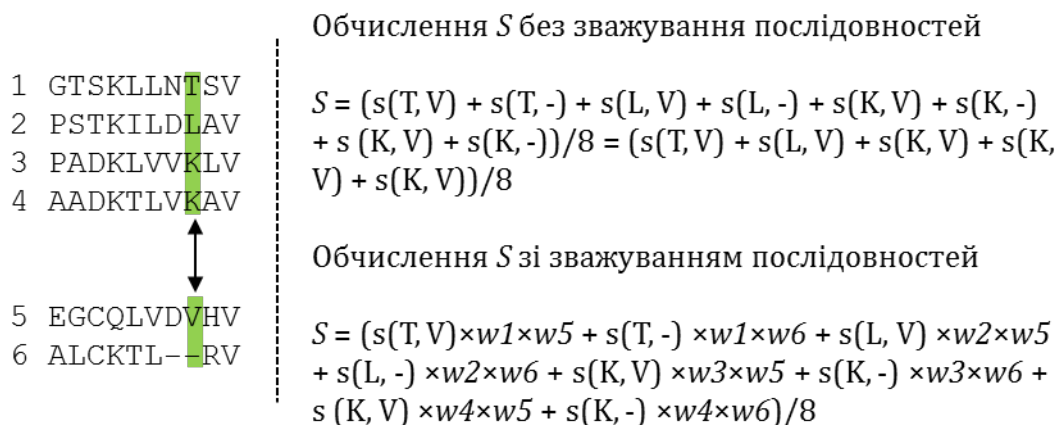 1 GTSKLLNTSV
2 PSTKILDLAV
3 PADKLVVKLV
4 AADKTLVKAV
5 EGCQLVDVHV
6 ALCKTL--RV
Обчислення S без зважування послідовностей
S = (s(T, V) + s(T, -) + s(L, V) + s(L, -) + s(K, V) + s(K, -)
+ s (K, V) + s(K, -))/8 = (s(T, V) + s(L, V) + s(K, V) + s(K,
V) + s(K, V))/8
Обчислення S зі зважуванням послідовностей
S = (s(T, V)×w1×w5 + s(T, -) ×w1×w6 + s(L, V) ×w2×w5
+ s(L, -) ×w2×w6 + s(K, V) ×w3×w5 + s(K, -) ×w3×w6 +
s (K, V) ×w4×w5 + s(K, -) ×w4×w6)/8